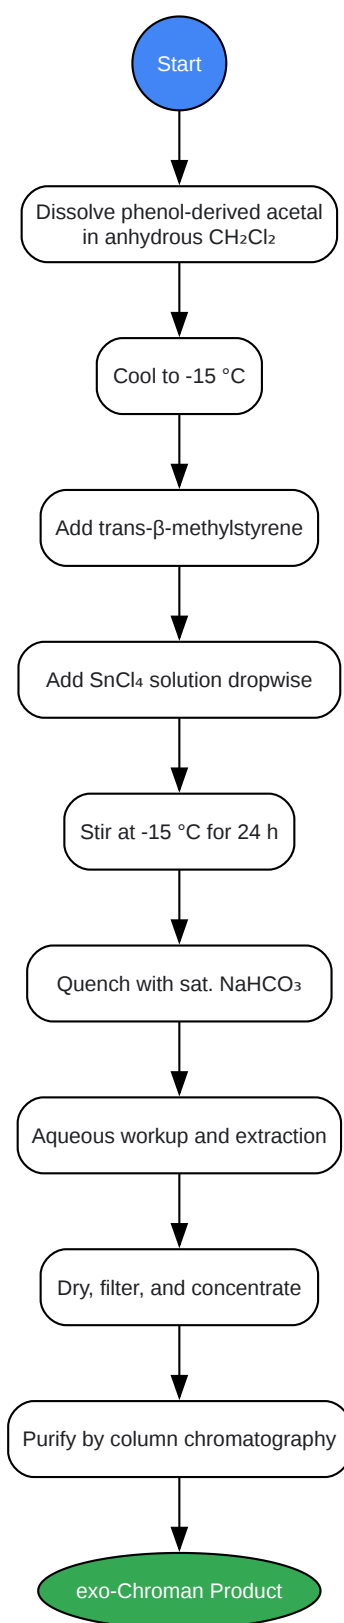 Start
Dissolve phenol-derived acetal
in anhydrous CH₂Cl₂
Cool to -15 °C
Add trans-β-methylstyrene
Add SnCl₄ solution dropwise
Stir at -15 °C for 24 h
Quench with sat. NaHCO₃
Aqueous workup and extraction
Dry, filter, and concentrate
Purify by column chromatography
exo-Chroman Product